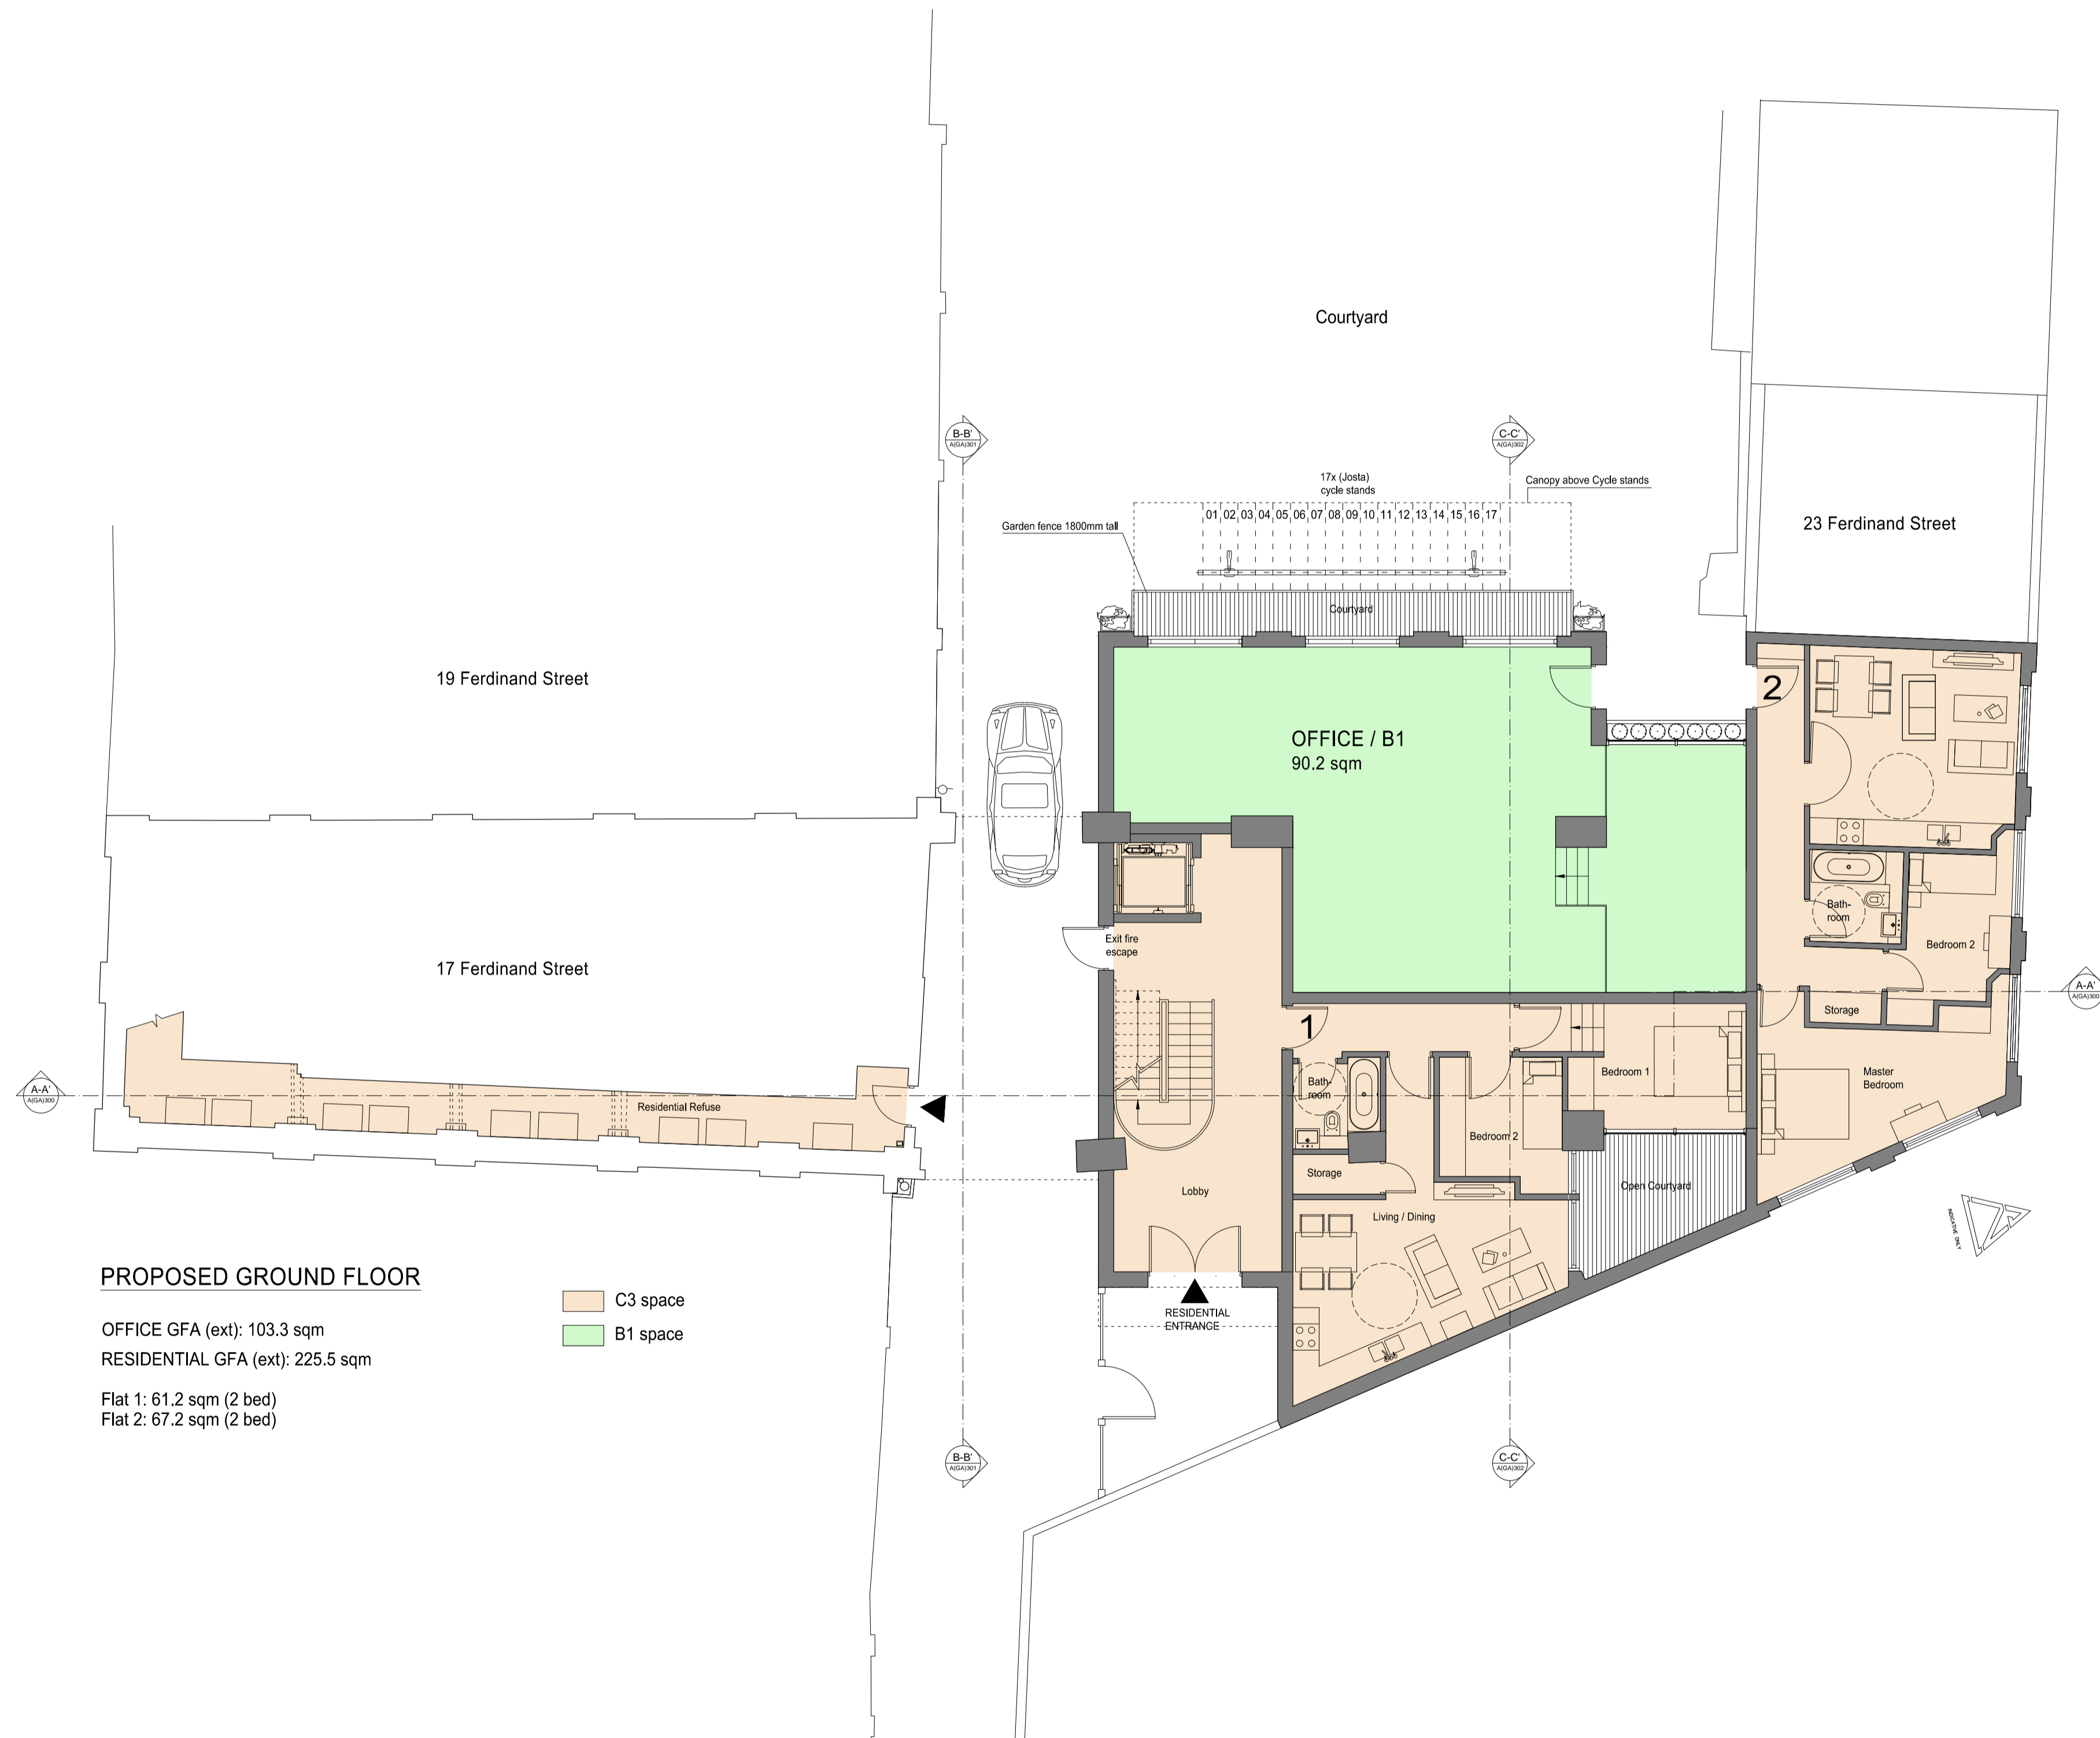 Courtyard
B-B'
A(GA)301
C-C'
A(GA)302
17x (Josta)
cycle stands
Canopy above Cycle stands
01 02 03 04 05 06 07 08 09 10 11 12 13 14 15 16 17
Garden fence 1800mm tall
23 Ferdinand Street
Courtyard
19 Ferdinand Street
2
OFFICE / B1
90.2 sqm
Bath-
room
Bedroom 2
Exit fire
escape
17 Ferdinand Street
A-A'
A(GA)300
Storage
1
Bedroom 1
Master
Bedroom
A-A'
A(GA)300
Bath-
room
Residential Refuse
Bedroom 2
Storage
Open Courtyard
Lobby
Living / Dining
INDICATIVE ONLY
PROPOSED GROUND FLOOR
C3 space
B1 space
RESIDENTIAL
ENTRANCE
OFFICE GFA (ext): 103.3 sqm
RESIDENTIAL GFA (ext): 225.5 sqm
Flat 1: 61.2 sqm (2 bed)
Flat 2: 67.2 sqm (2 bed)
B-B'
A(GA)301
C-C'
A(GA)302